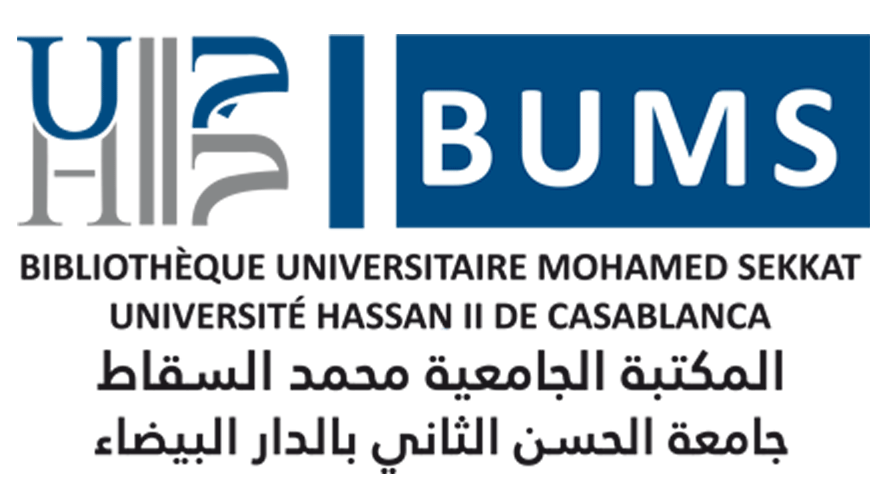 UH
BUMS
BIBLIOTHÈQUE UNIVERSITAIRE MOHAMED SEKKAT
UNIVERSITÉ HASSAN II DE CASABLANCA
المكتبة الجامعية محمد السقاط
جامعة الحسن الثاني بالدار البيضاء